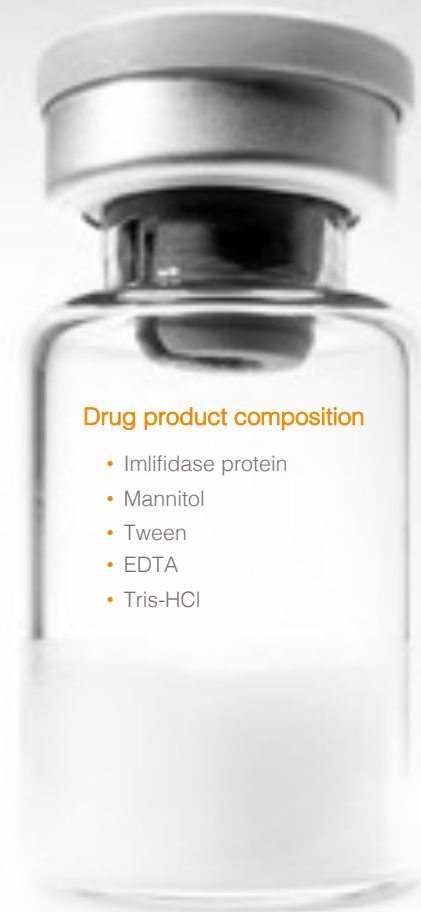 Drug product composition
• Imlifidase protein
• Mannitol
• Tween
• EDTA
• Tris-HCl